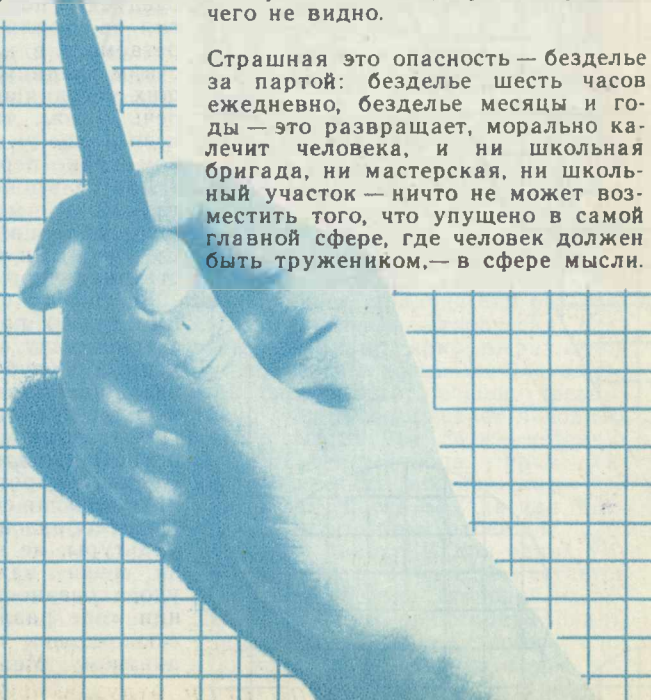 чего не видно.
Страшная это опасность — безделье
за партой: безделье шесть часов
ежедневно, безделье месяцы и го-
ды — это развращает, морально ка-
лечит человека, и ни школьная
бригада, ни мастерская, ни школь-
ный участок — ничто не может воз-
местить того, что упущено в самой
главной сфере, где человек должен
быть тружеником,— в сфере мысли.